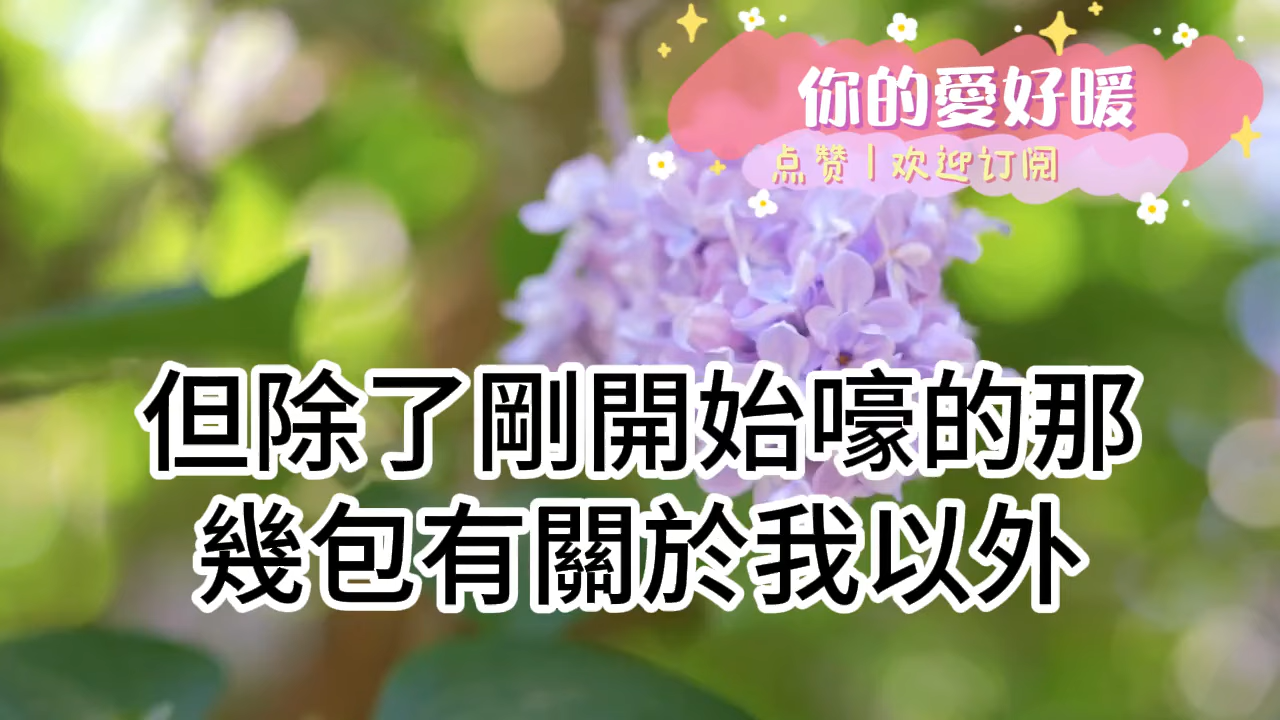 你的愛好暖
点赞 | 欢迎订阅
但除了剛開始嚎的那
幾包有關於我以外